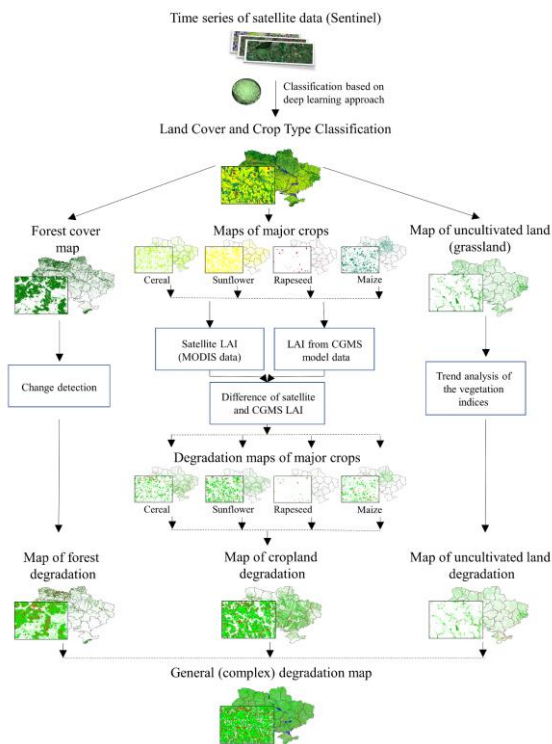 Time series of satellite data (Sentinel)
Classification based on
deep learning approach
Land Cover and Crop Type Classification
Forest cover
map
Maps of major crops
Map of uncultivated land
(grassland)
Cereal
Sunflower
Rapeseed
Maize
Satellite LAI
(MODIS data)
LAI from CGMS
model data
Change detection
Trend analysis of
the vegetation
indices
Difference of satellite
and CGMS LAI
Degradation maps of major crops
Cereal
Sunflower
Rapeseed
Maize
Map of forest
degradation
Map of cropland
degradation
Map of uncultivated land
degradation
General (complex) degradation map